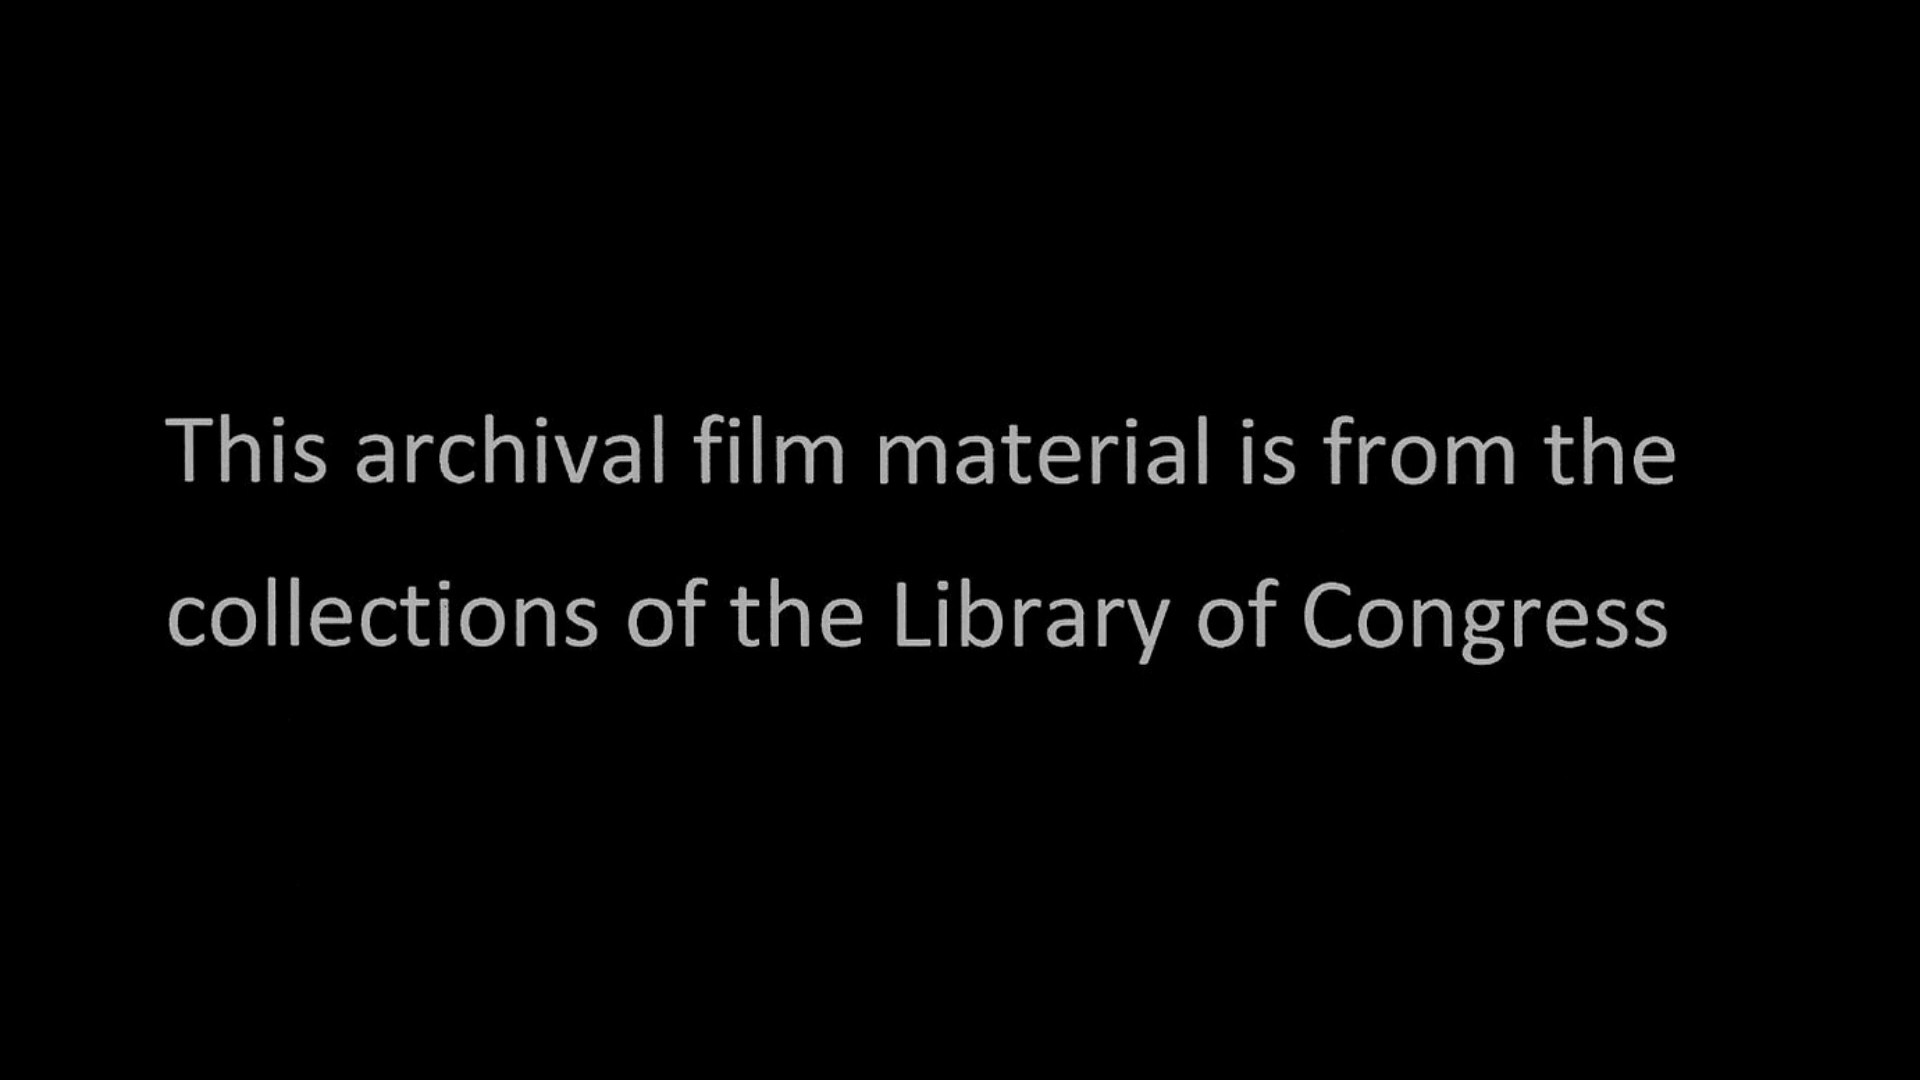 This archival film material is from the
collections of the Library of Congress